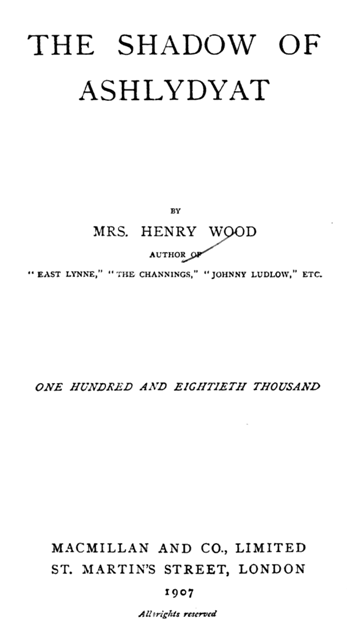 THE SHADOW OF
ASHLYDYAT
BY
MRS. HENRY WOOD
AUTHOR OF
"EAST LYNNE," "THE CHANNINGS," "JOHNNY LUDLOW," ETC.
ONE HUNDRED AND EIGHTIETH THOUSAND
MACMILLAN AND CO., LIMITED
ST. MARTIN'S STREET, LONDON
1907
All rights reserved